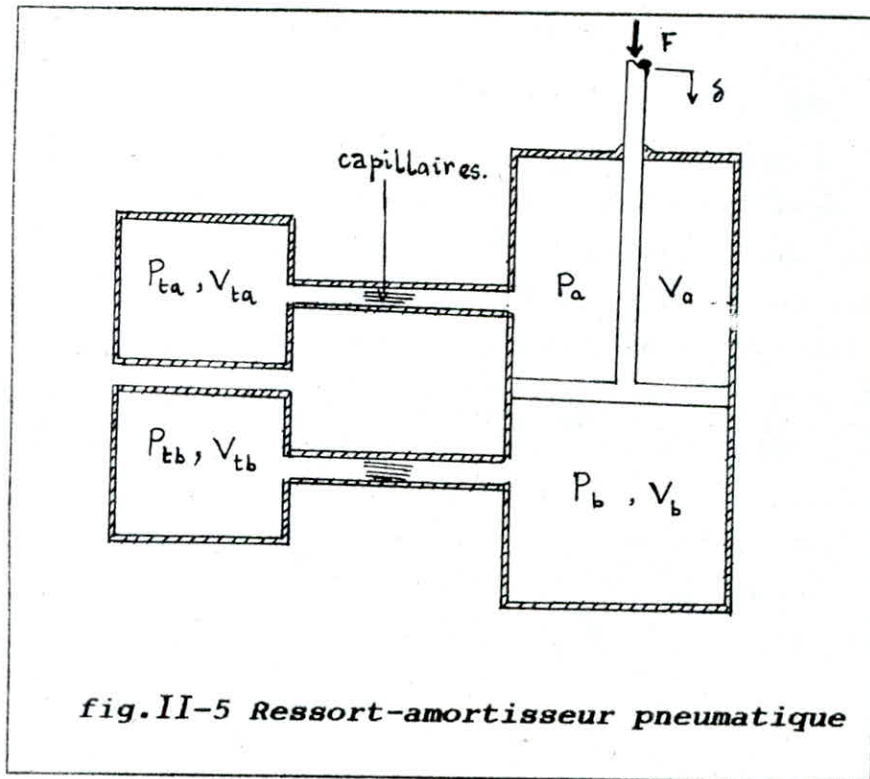 F
δ
capillaires.
Pta , Vta
Pa Va
Ptb , Vtb
Pb , Vb
fig.II-5 Ressort-amortisseur pneumatique